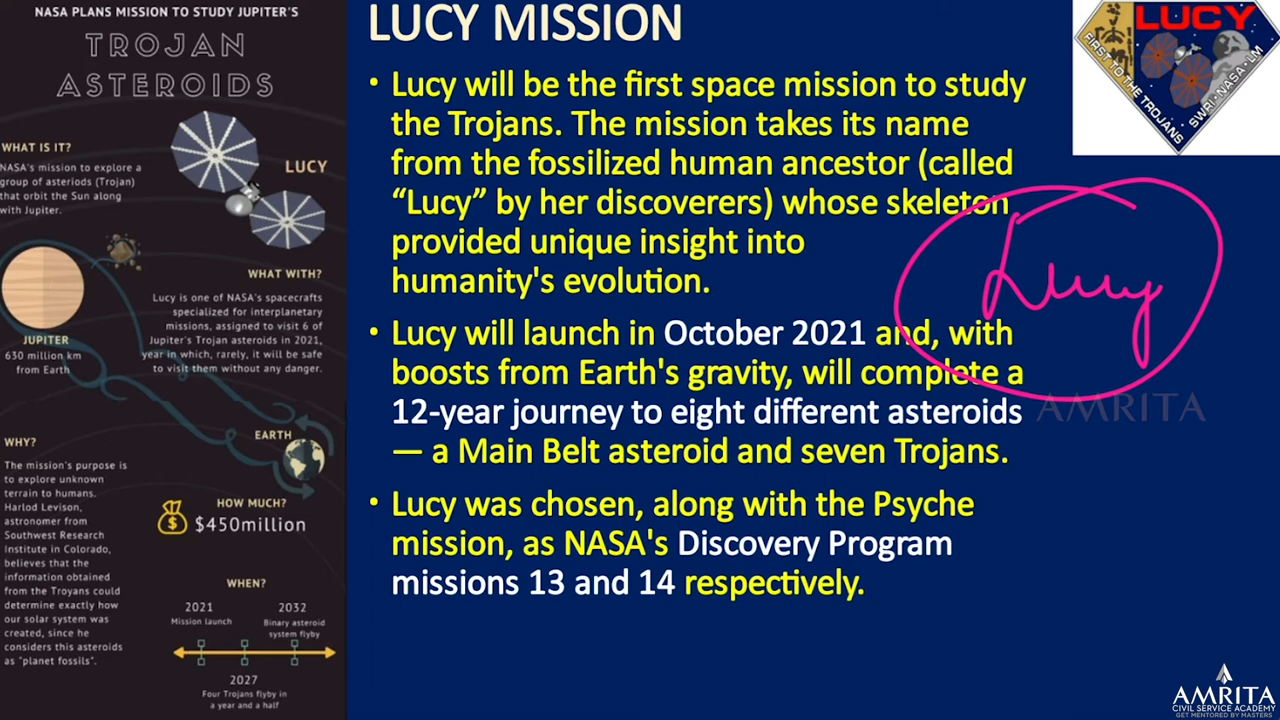 NASA PLANS MISSION TO STUDY JUPITER'S
TROJAN
ASTEROIDS
WHAT IS IT?
NASA's mission to explore a
group of asteriods (Trojan)
that orbit the Sun along
with Jupiter.
LUCY
WHAT WITH?
Lucy is one of NASA's spacecrafts
specialized for interplanetary
missions, assigned to visit 6 of
Jupiter's Trojan asteroids in 2021,
year in which, rarely, it will be safe
to visit them without any danger.
JUPITER
630 million km
from Earth
EARTH
WHY?
The mission's purpose is
to explore unknown
terrain to humans.
Harlod Levison,
astronomer from
Southwest Research
Institute in Colorado,
believes that the
information obtained
from the Trojans could
determine exactly how
our solar system was
created, since he
considers this asteroids
as "planet fossils".
HOW MUCH?
$450million
WHEN?
2021
Mission launch
2032
Binary asteroid
system flyby
2027
Four Trojans flyby in
a year and a half
LUCY MISSION
• Lucy will be the first space mission to study
the Trojans. The mission takes its name
from the fossilized human ancestor (called
“Lucy” by her discoverers) whose skeleton
provided unique insight into
humanity's evolution.
• Lucy will launch in October 2021 and, with
boosts from Earth's gravity, will complete a
12-year journey to eight different asteroids
— a Main Belt asteroid and seven Trojans.
• Lucy was chosen, along with the Psyche
mission, as NASA's Discovery Program
missions 13 and 14 respectively.
LUCY
FIRST TO THE TROJANS
SWRI•NASA•LM
Lucy
AMRITA
AMRITA
CIVIL SERVICE ACADEMY
GET MENTORED BY MASTERS